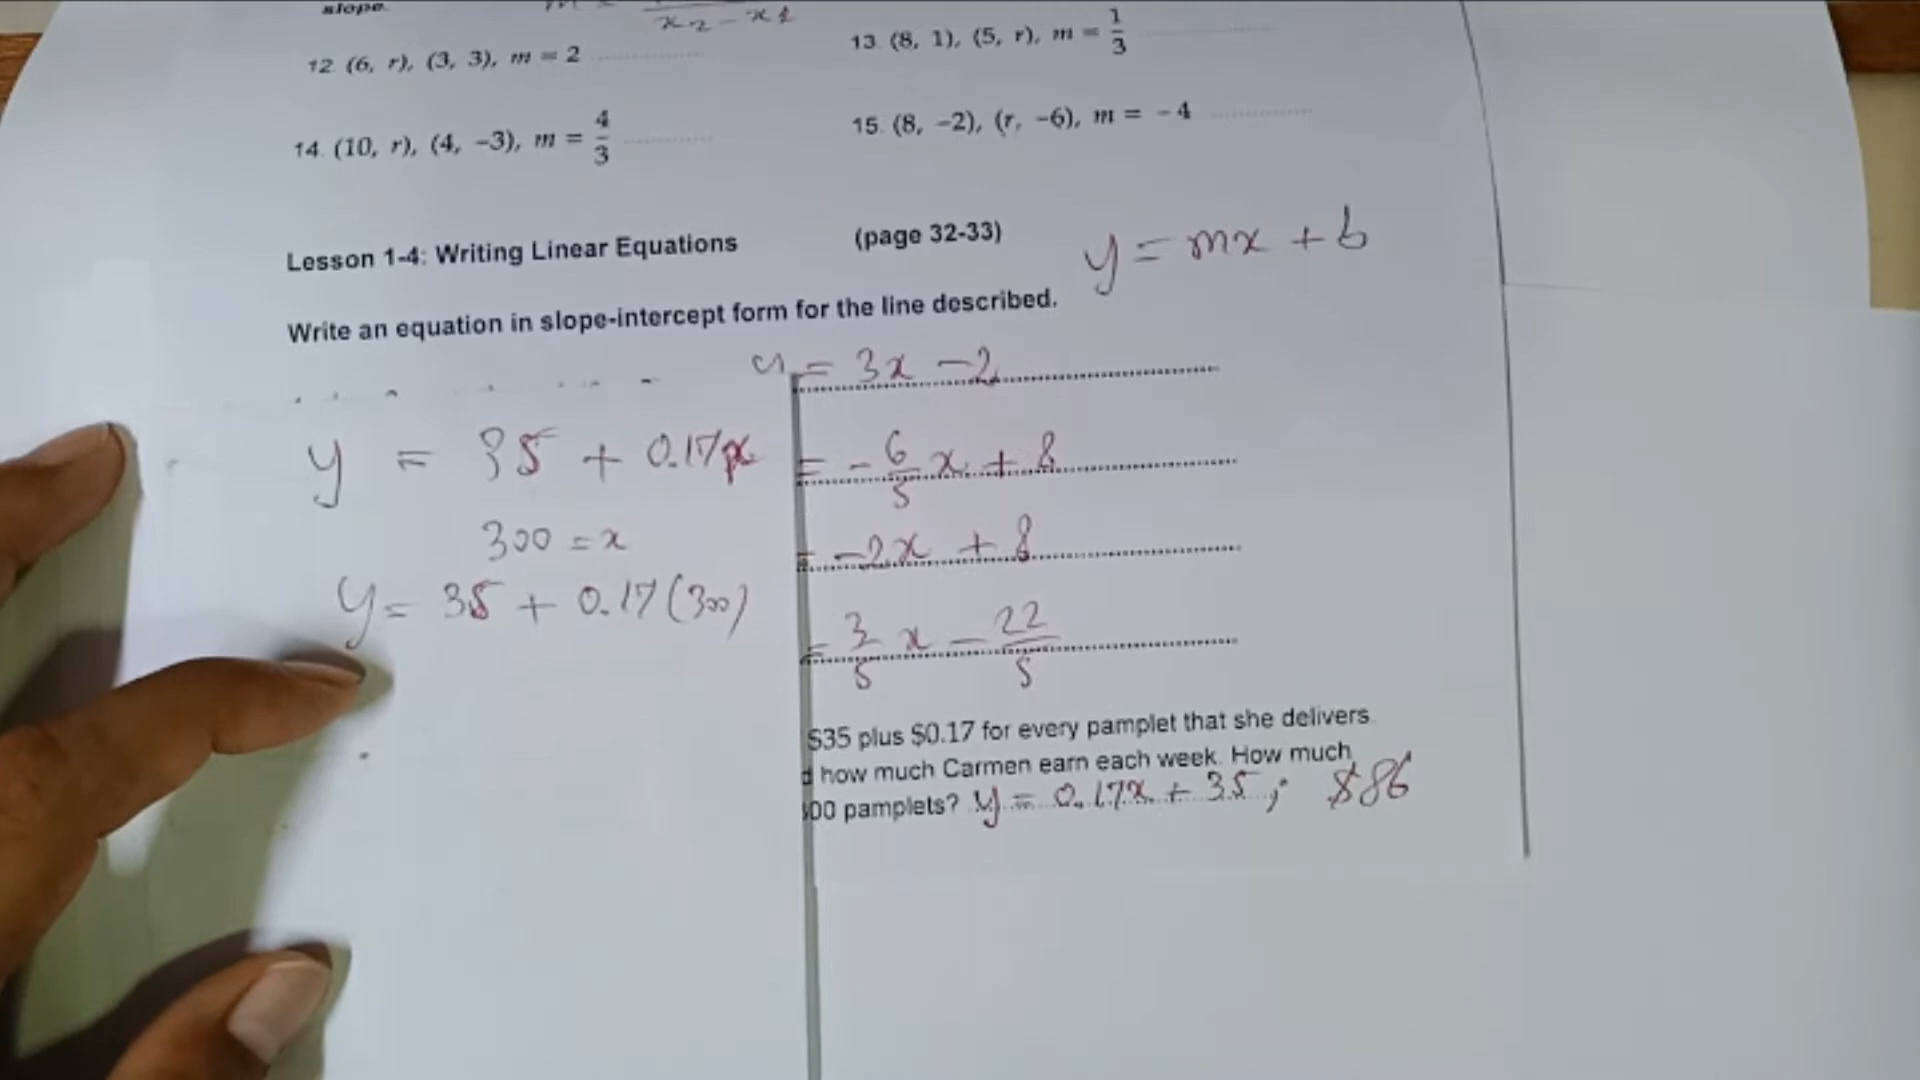 slope.
x₂ - x₁
12. (6, r), (3, 3), m = 2
13. (8, 1), (5, r), m = 1/3
14. (10, r), (4, -3), m = 4/3
15. (8, -2), (r, -6), m = -4
Lesson 1-4: Writing Linear Equations (page 32-33)
y = mx + b
Write an equation in slope-intercept form for the line described.
y = 3x - 2
y = 35 + 0.17x
= -6/5 x + 8
300 = x
= -2x + 8
y = 35 + 0.17(300)
= 3/5 x - 22/5
$35 plus $0.17 for every pamplet that she delivers.
how much Carmen earn each week. How much
00 pamplets? y = 0.17x + 35; $86